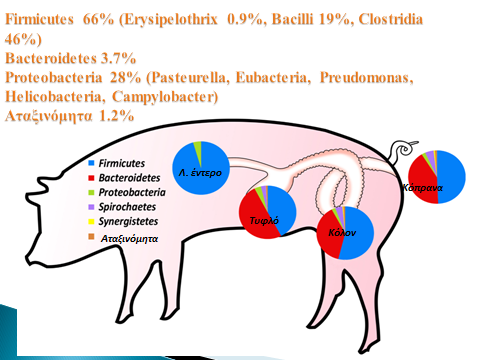 Firmicutes 66% (Erysipelothrix 0.9%, Bacilli 19%, Clostridia
46%)
Bacteroidetes 3.7%
Proteobacteria 28% (Pasteurella, Eubacteria, Preudomonas,
Helicobacteria, Campylobacter)
Αταξινόμητα 1.2%
Firmicutes
Bacteroidetes
Proteobacteria
Spirochaetes
Synergistetes
Αταξινόμητα
Λ. έντερο
Τυφλό
Κόλον
Κόπρανα